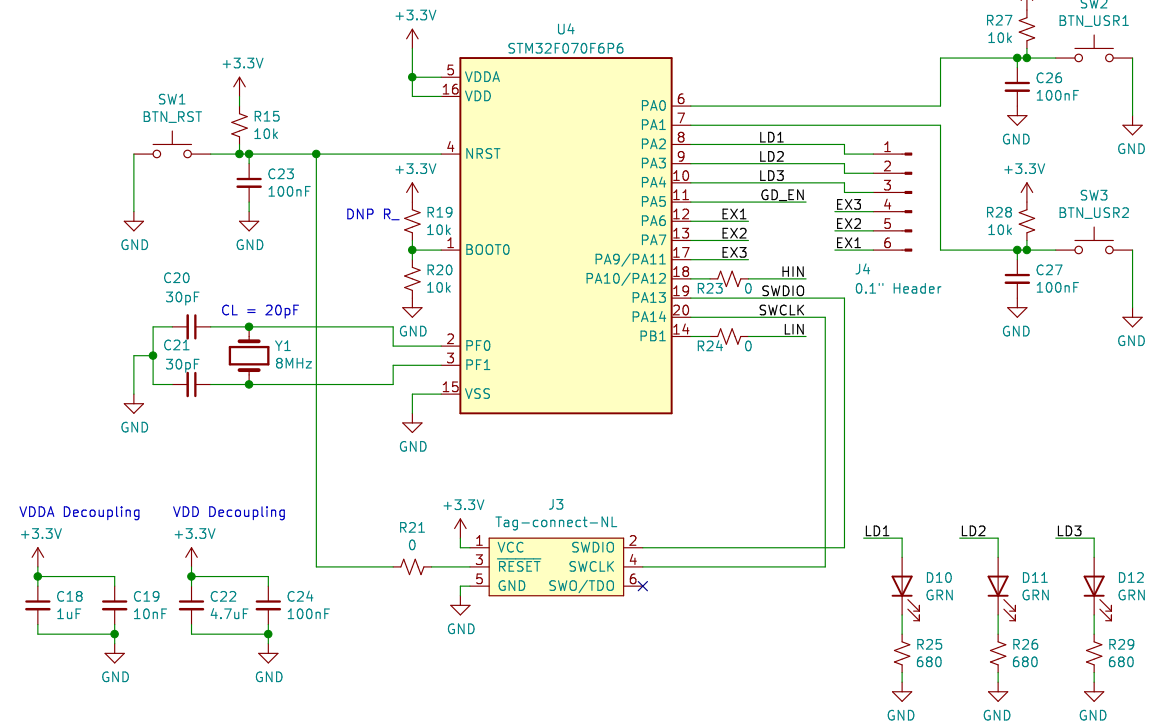 +3.3V
U4
STM32F070F6P6
5 VDDA
16 VDD
4 NRST
1 BOOT0
2 PF0
3 PF1
15 VSS
GND
PA0 6
PA1 7
PA2 8 LD1
PA3 9 LD2
PA4 10 LD3
PA5 11 GD_EN
PA6 12 EX1
PA7 13 EX2
PA9/PA11 17 EX3
PA10/PA12 18 HIN
R23 0
PA13 19 SWDIO
PA14 20 SWCLK
PB1 14 LIN
R24 0
SW1
BTN_RST
+3.3V
R15
10k
C23
100nF
GND
GND
+3.3V
DNP R_
R19
10k
R20
10k
GND
C20
30pF
CL = 20pF
C21
30pF
Y1
8MHz
GND
1
2
3
EX3 4
EX2 5
EX1 6
J4
0.1" Header
R27
10k
SW2
BTN_USR1
C26
100nF
GND
GND
+3.3V
R28
10k
SW3
BTN_USR2
C27
100nF
GND
GND
VDDA Decoupling
+3.3V
C18
1uF
C19
10nF
GND
VDD Decoupling
+3.3V
C22
4.7uF
C24
100nF
GND
R21
0
+3.3V
J3
Tag-connect-NL
1 VCC SWDIO 2
3 RESET SWCLK 4
5 GND SWO/TDO 6
GND
LD1
D10
GRN
R25
680
GND
LD2
D11
GRN
R26
680
GND
LD3
D12
GRN
R29
680
GND